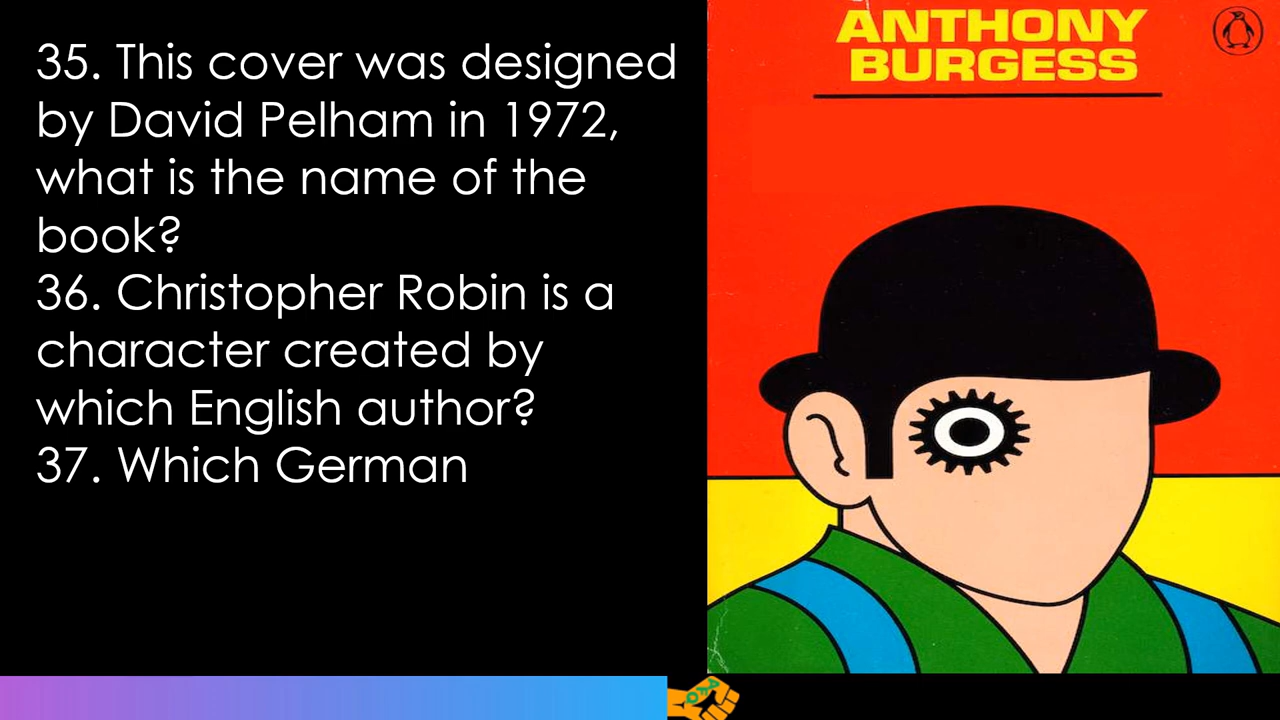 35. This cover was designed
by David Pelham in 1972,
what is the name of the
book?
36. Christopher Robin is a
character created by
which English author?
37. Which German
ANTHONY
BURGESS